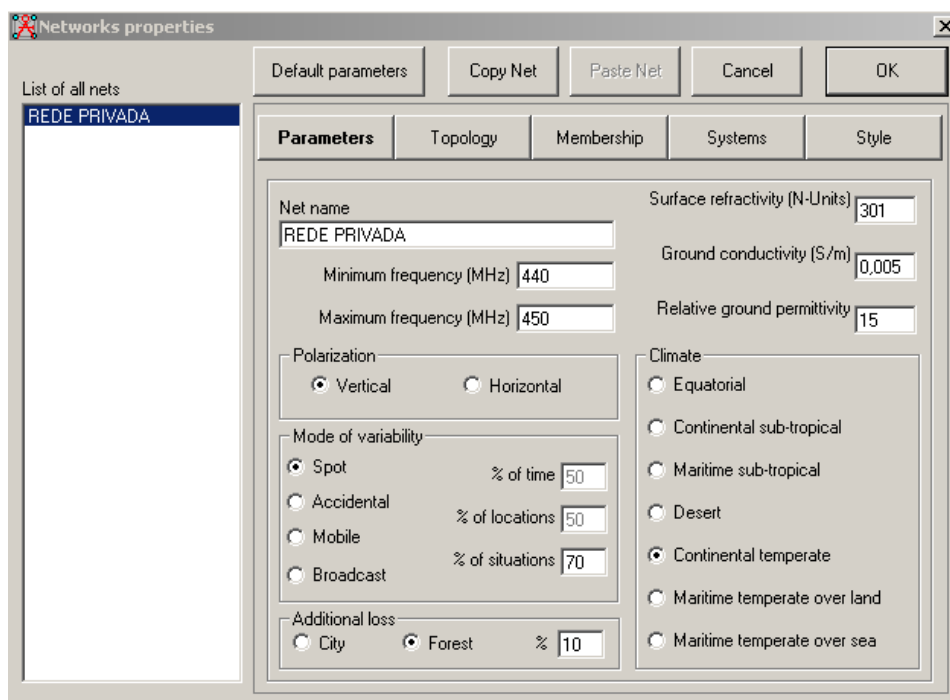 Networks properties
Default parameters Copy Net Paste Net Cancel OK
List of all nets
REDE PRIVADA
Parameters Topology Membership Systems Style
Net name
REDE PRIVADA
Minimum frequency (MHz) 440
Maximum frequency (MHz) 450
Surface refractivity (N-Units) 301
Ground conductivity (S/m) 0,005
Relative ground permittivity 15
Polarization
Vertical Horizontal
Mode of variability
Spot
Accidental
Mobile
Broadcast
% of time 50
% of locations 50
% of situations 70
Additional loss
City Forest % 10
Climate
Equatorial
Continental sub-tropical
Maritime sub-tropical
Desert
Continental temperate
Maritime temperate over land
Maritime temperate over sea